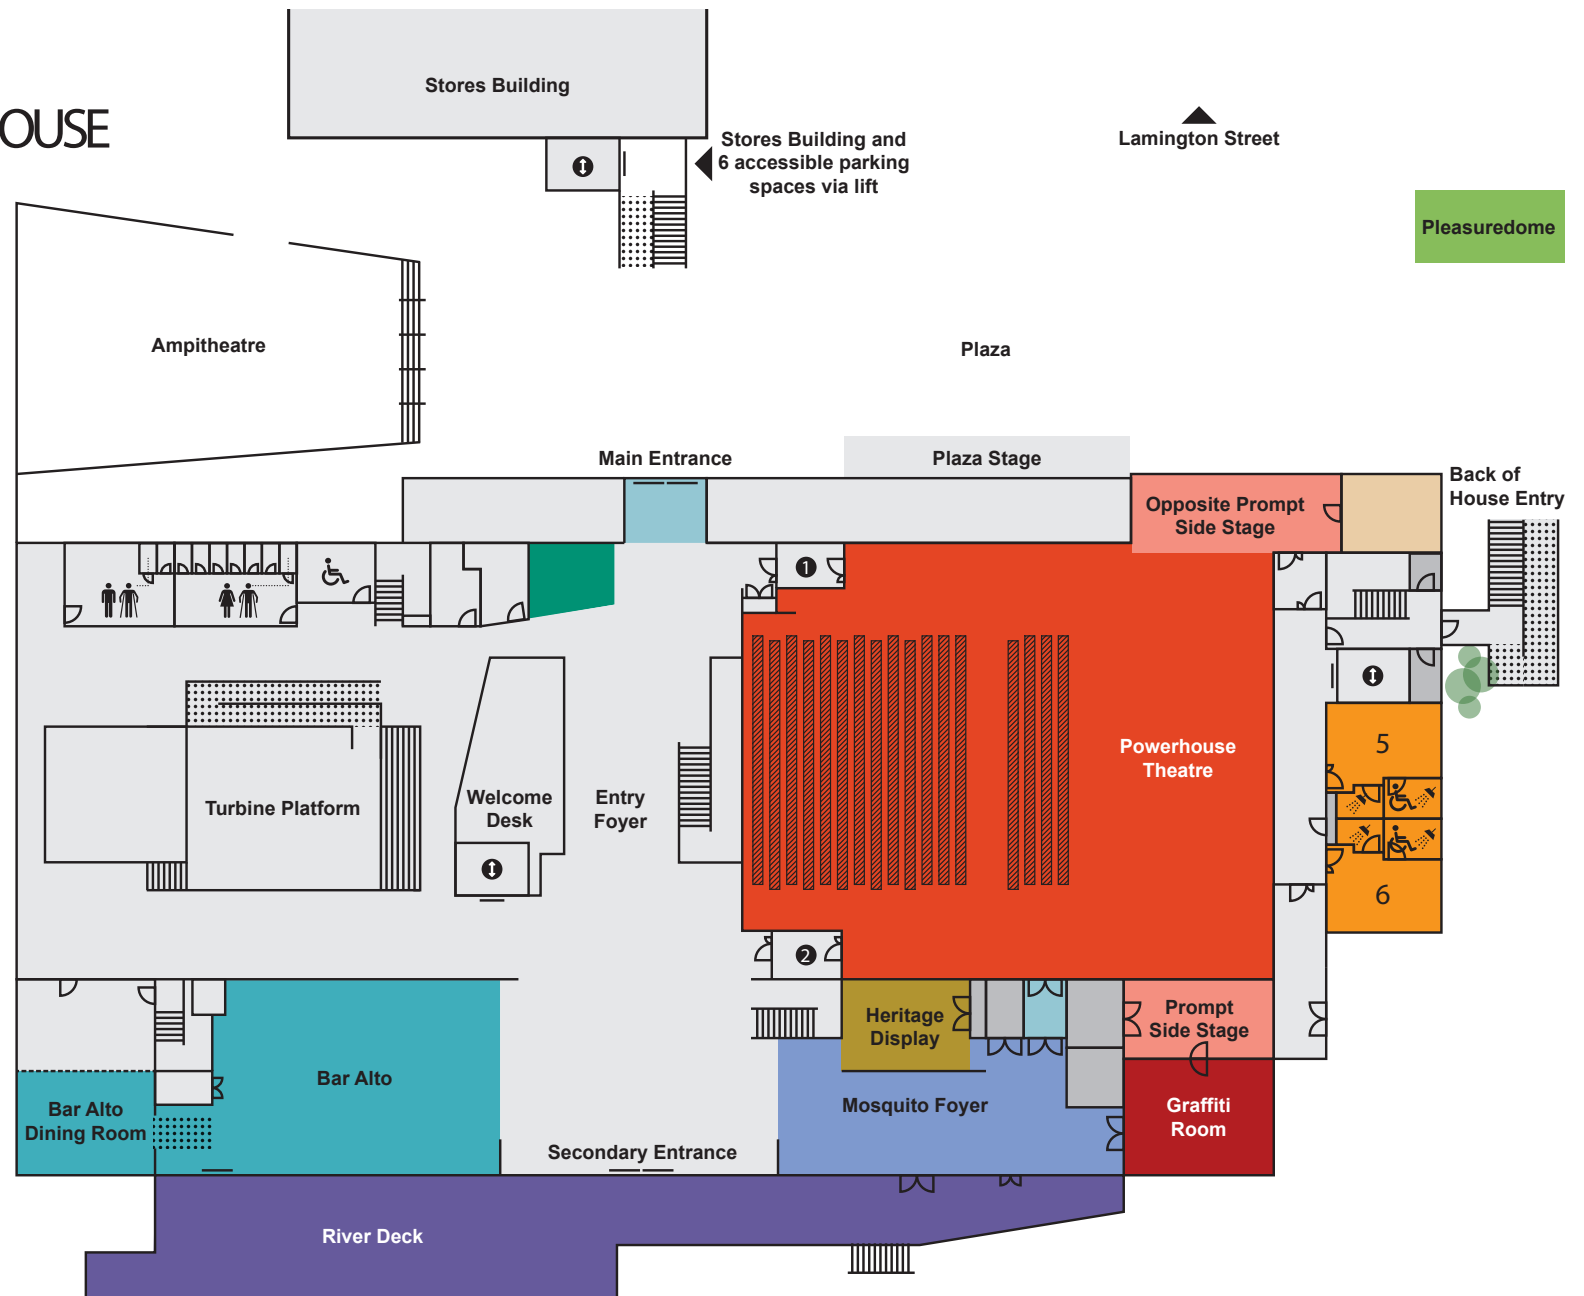 Stores Building
OUSE
Stores Building and
6 accessible parking
spaces via lift
Lamington Street
Pleasuredome
Ampitheatre
Plaza
Main Entrance
Plaza Stage
Back of
House Entry
Opposite Prompt
Side Stage
1
5
Powerhouse
Theatre
Turbine Platform
Welcome
Desk
Entry
Foyer
6
2
Heritage
Display
Prompt
Side Stage
Bar Alto
Bar Alto
Dining Room
Mosquito Foyer
Graffiti
Room
Secondary Entrance
River Deck